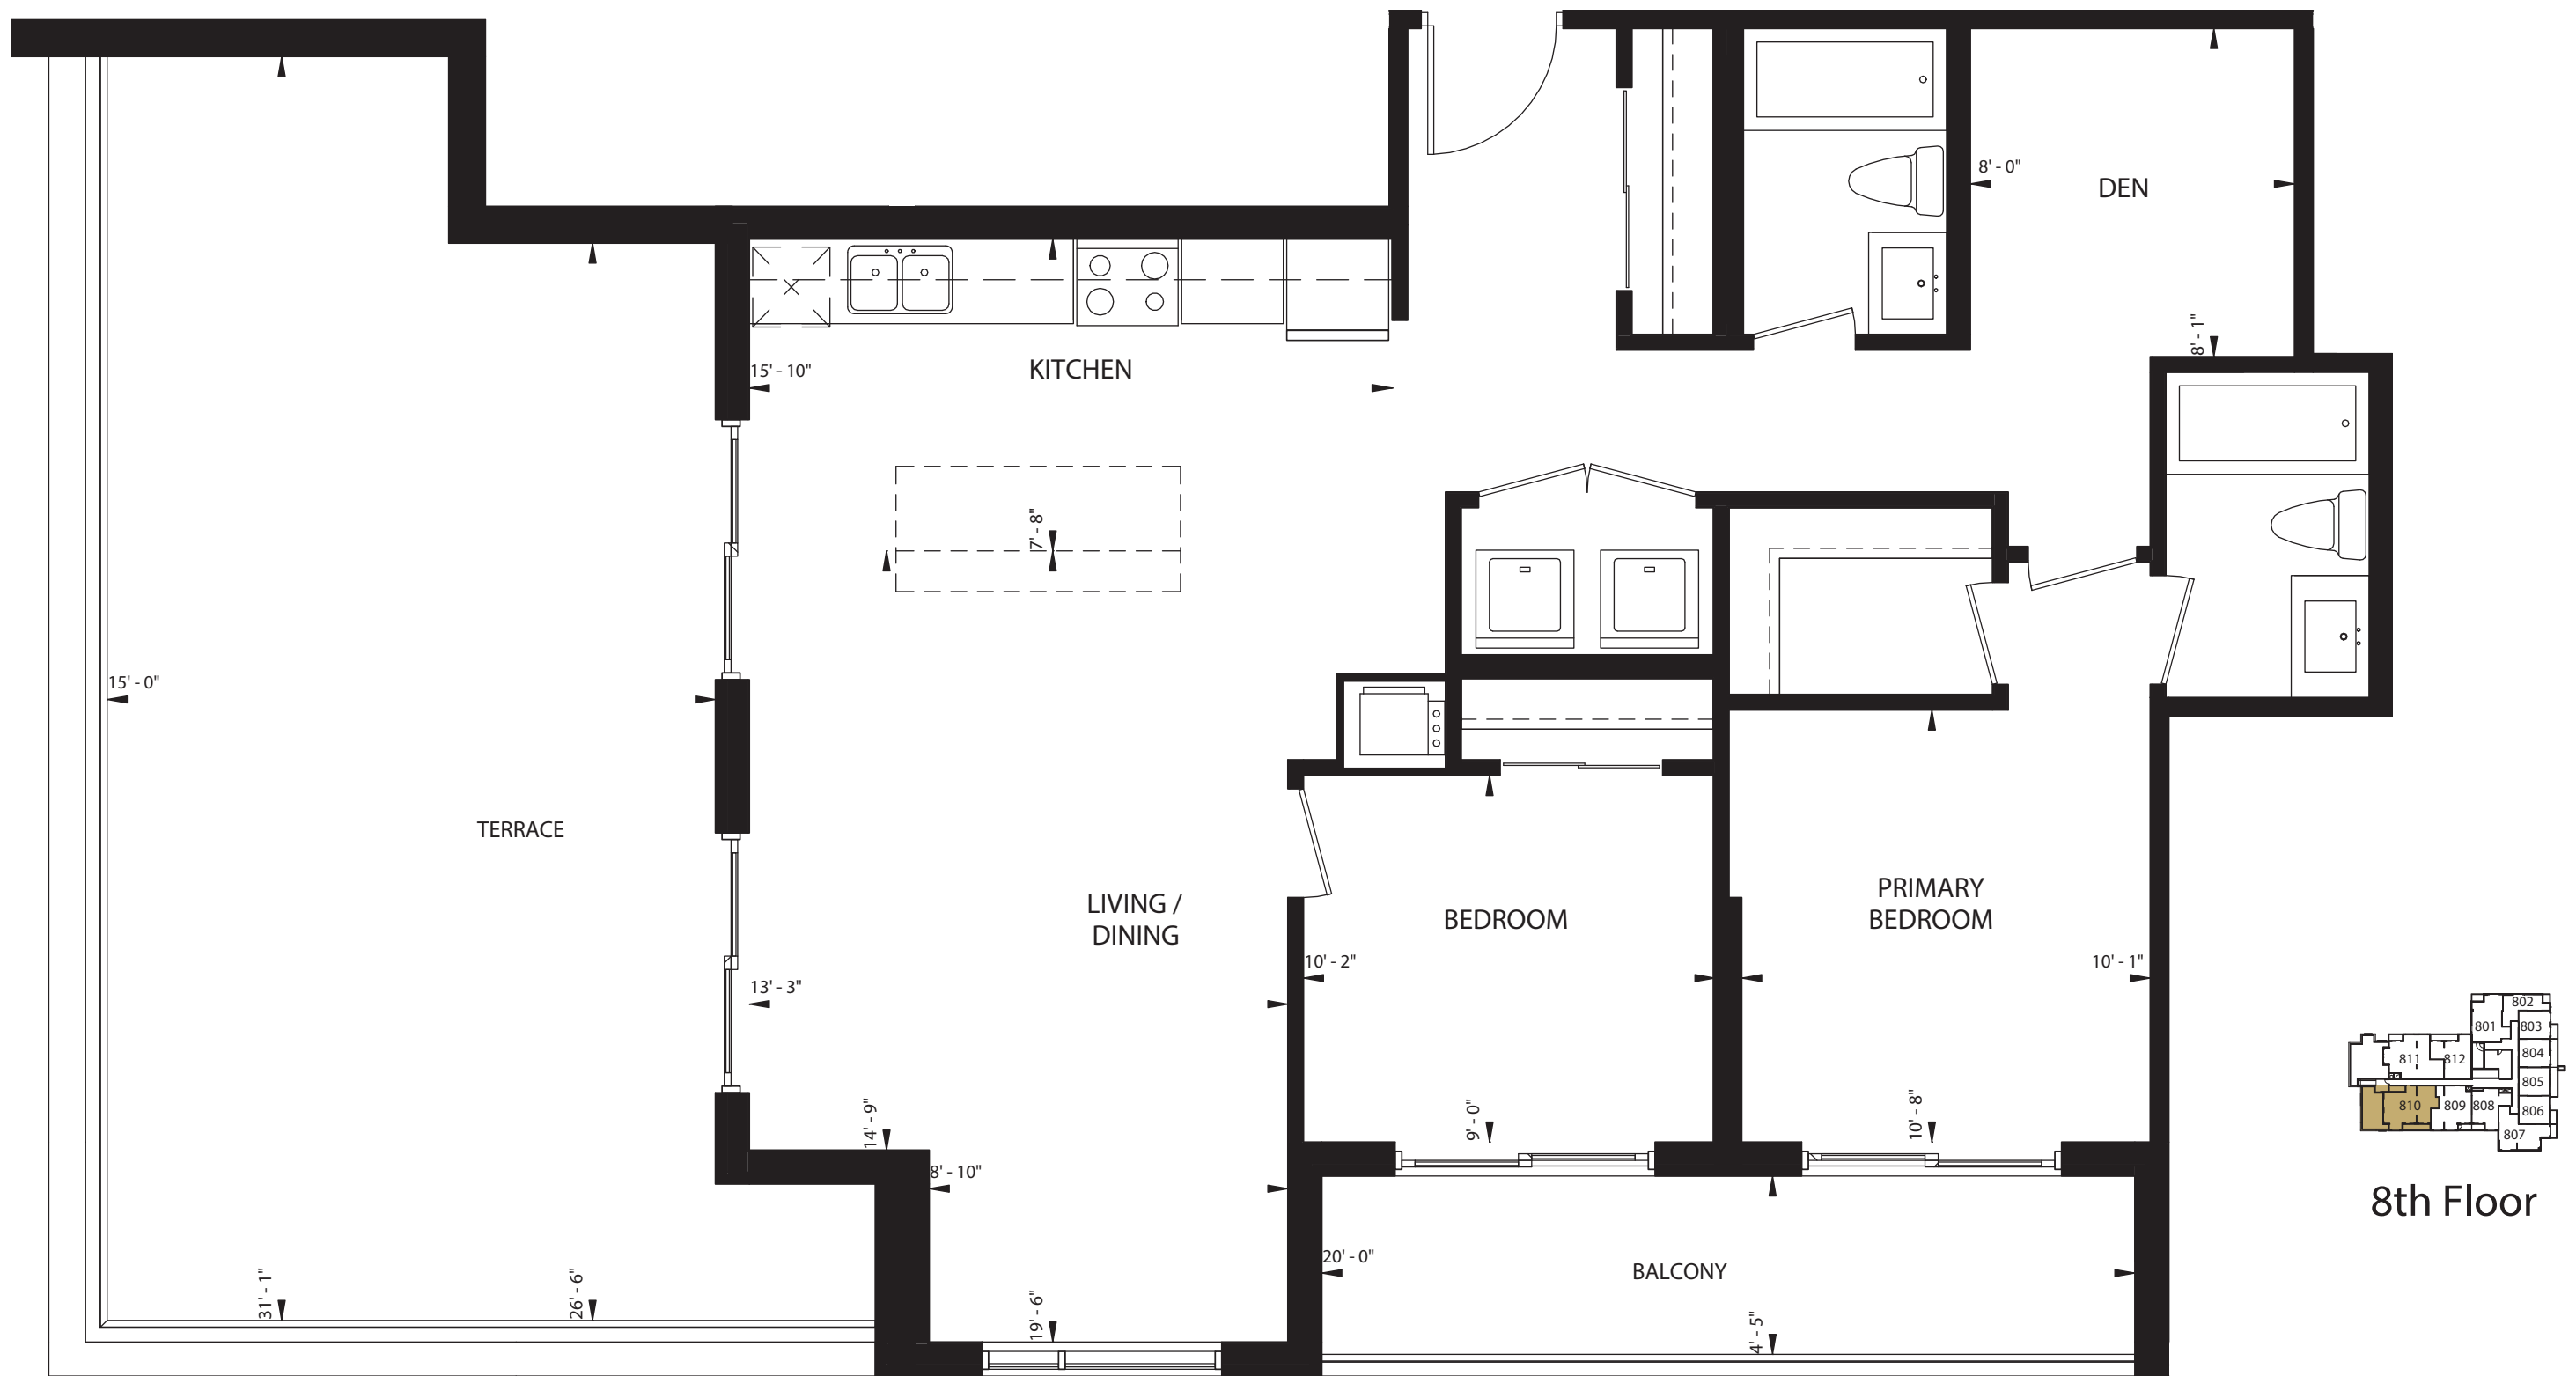 8' - 0"
DEN
8' - 1"
KITCHEN
15' - 10"
7' - 8"
15' - 0"
TERRACE
LIVING /
DINING
BEDROOM
PRIMARY
BEDROOM
10' - 2"
10' - 1"
13' - 3"
14' - 9"
9' - 0"
10' - 8"
8' - 10"
31' - 1"
26' - 6"
19' - 6"
20' - 0"
BALCONY
4' - 5"
802
801
803
811
812
804
805
810
809
808
806
807
8th Floor